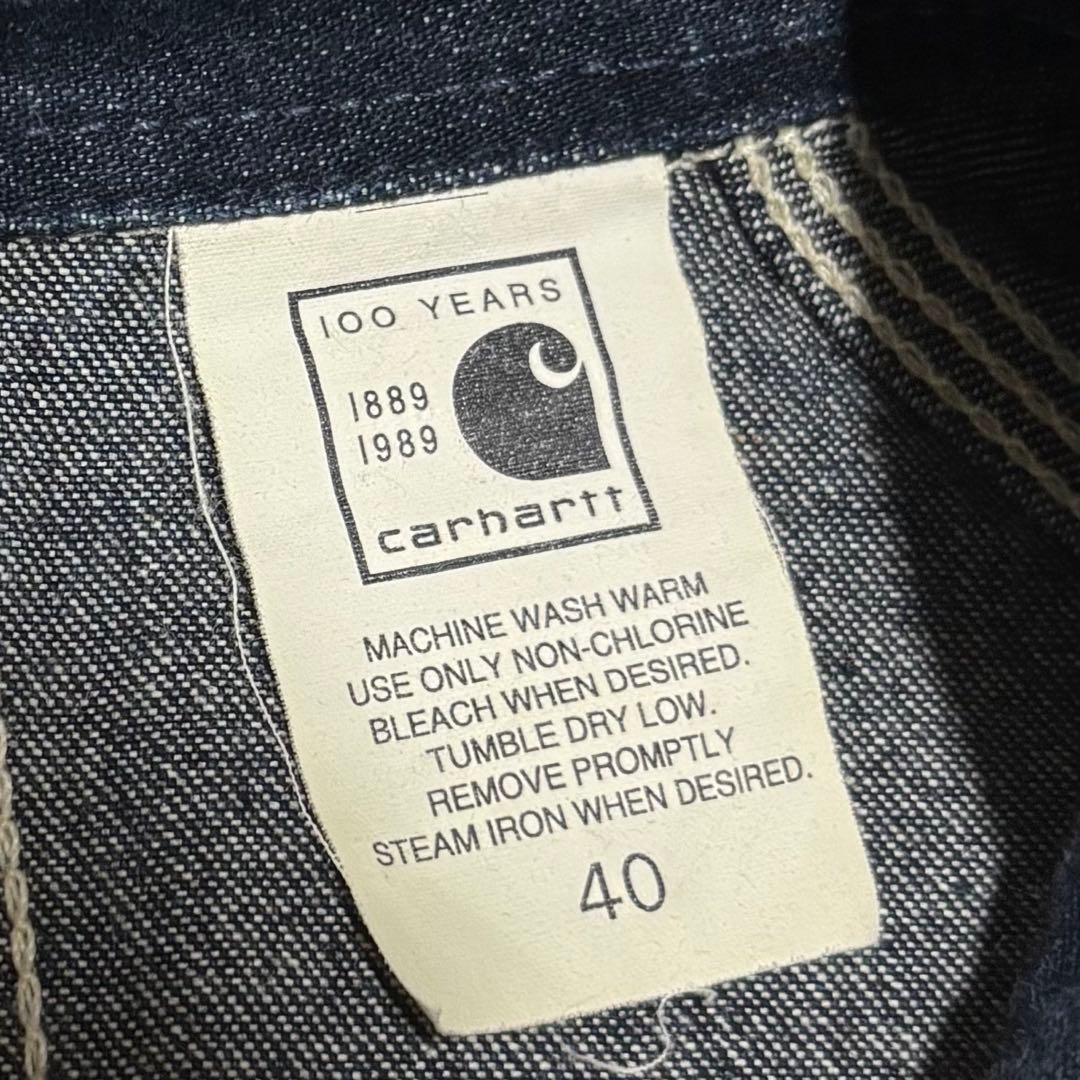 100 YEARS
1889
1989
carhartt
MACHINE WASH WARM
USE ONLY NON-CHLORINE
BLEACH WHEN DESIRED.
TUMBLE DRY LOW.
REMOVE PROMPTLY
STEAM IRON WHEN DESIRED.
40